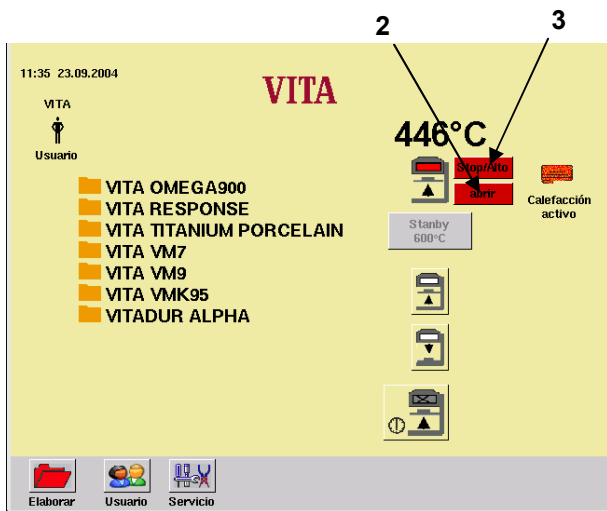 2
3
11:35 23.09.2004
VITA
Usuario
VITA
446°C
Stop/Alto
abrir
Calefacción
activo
Stanby
600°C
VITA OMEGA900
VITA RESPONSE
VITA TITANIUM PORCELAIN
VITA VM7
VITA VM9
VITA VMK95
VITADUR ALPHA
Elaborar
Usuario
Servicio